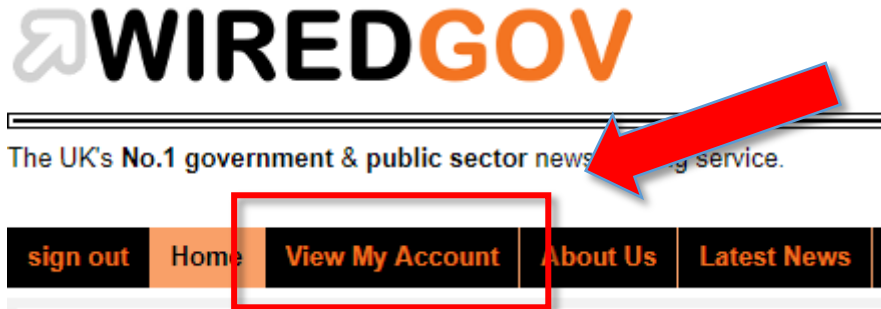 WIREDGOV
The UK's No.1 government & public sector news service.
sign out Home View My Account About Us Latest News